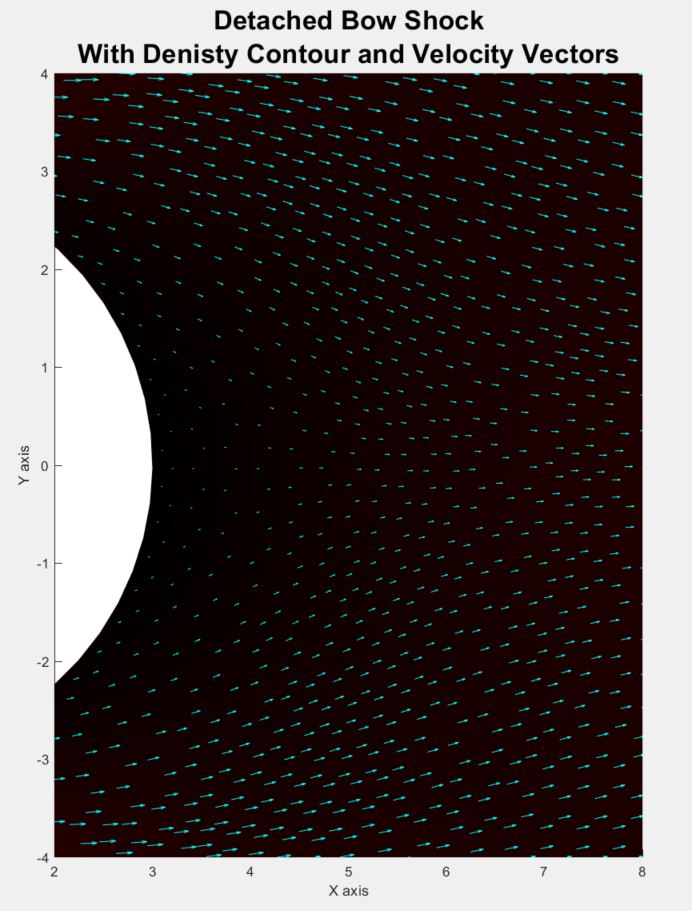 Detached Bow Shock
With Denisty Contour and Velocity Vectors
4
3
2
1
0
-1
-2
-3
-4
Y axis
2 3 4 5 6 7 8
X axis